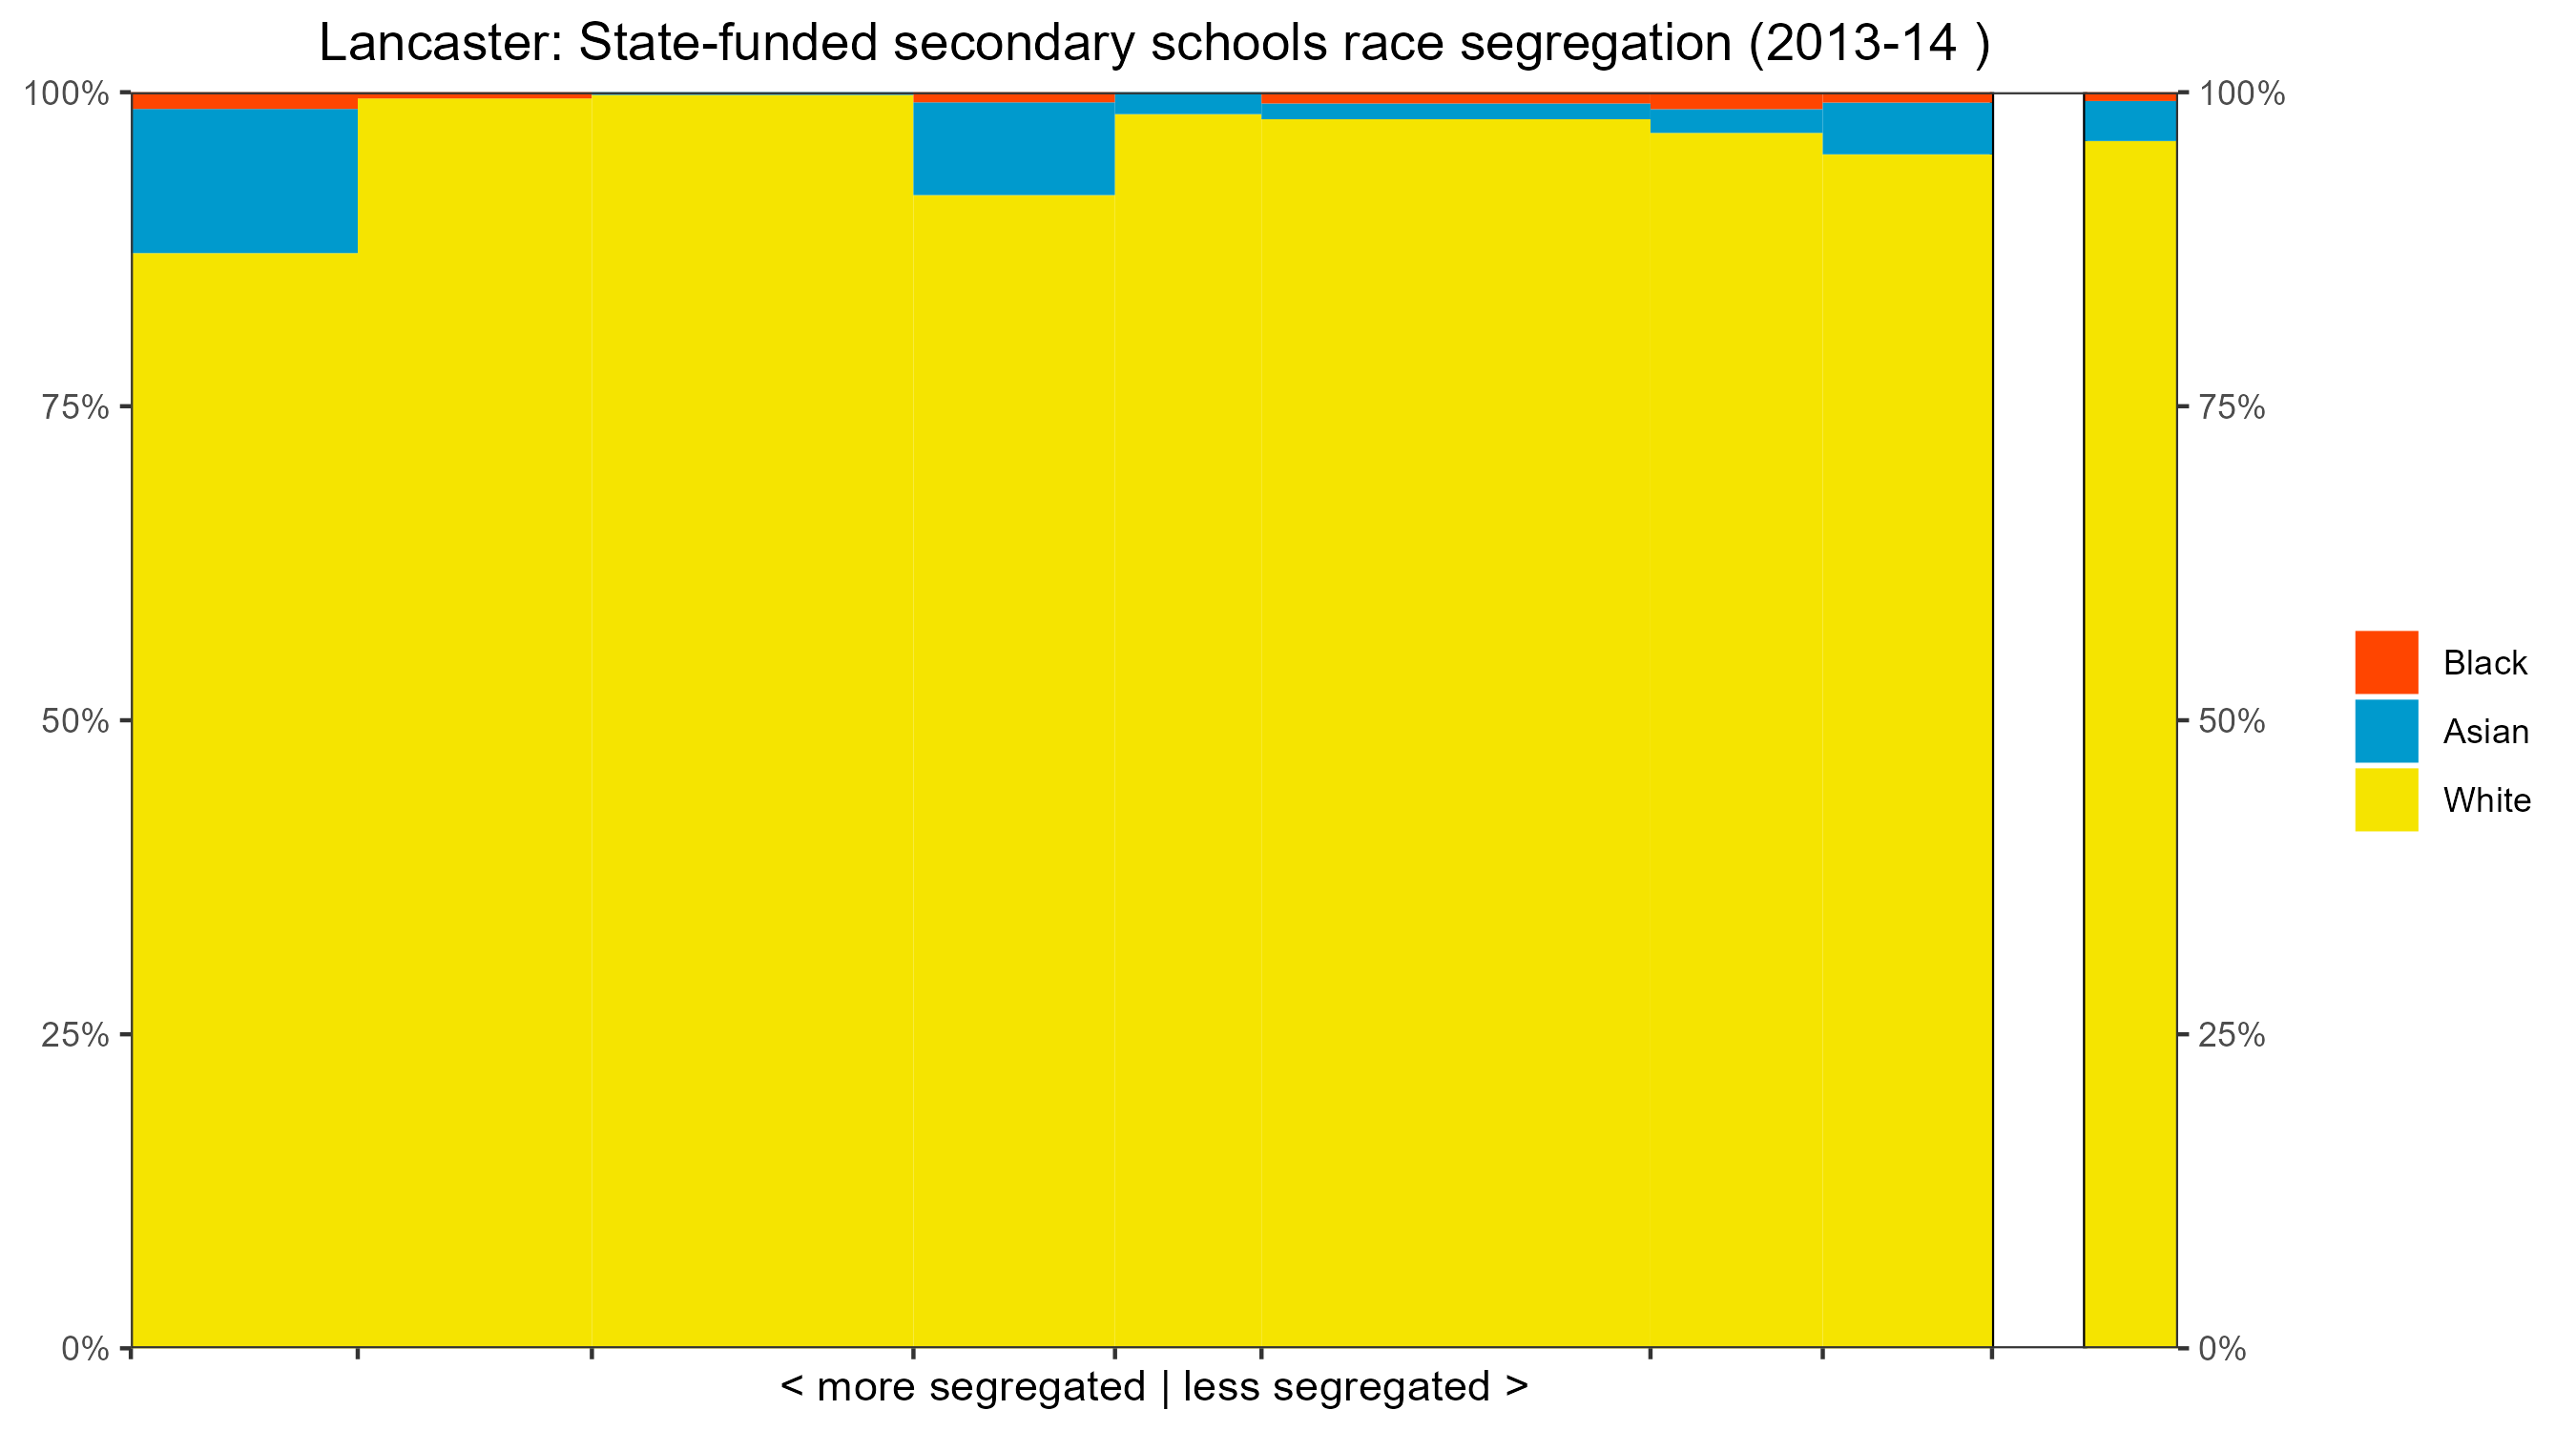 Lancaster: State-funded secondary schools race segregation (2013-14 )
100%
75%
50%
25%
0%
100%
75%
50%
25%
0%
Black
Asian
White
< more segregated | less segregated >